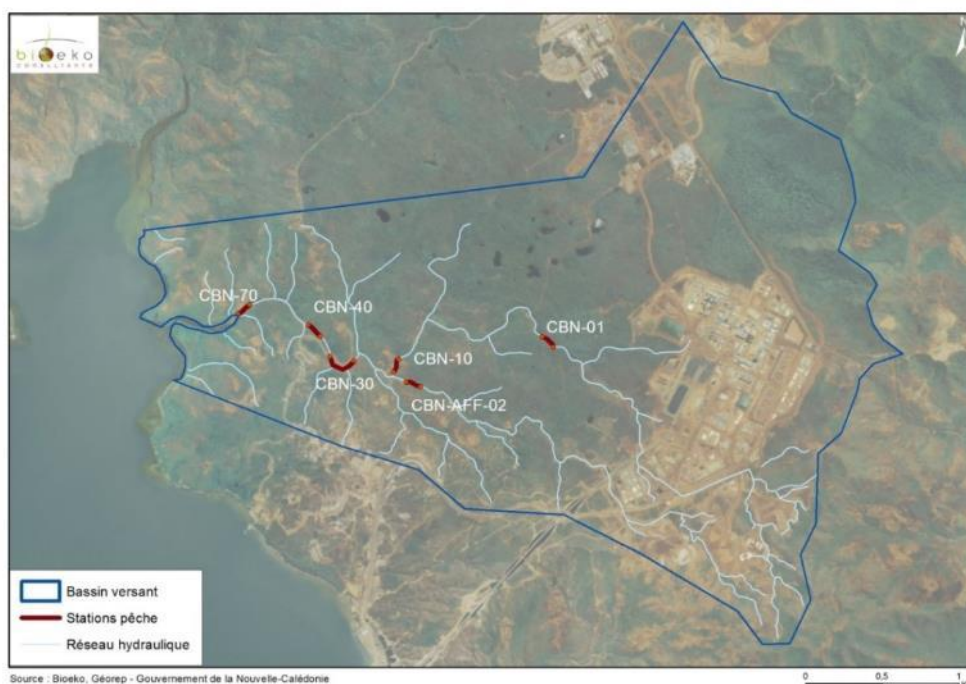 bioeko
CONSULTANTS
N
CBN-70
CBN-40
CBN-01
CBN-10
CBN-30
CBN-AFF-02
Bassin versant
Stations pêche
Réseau hydraulique
Source : Bioeko, Géorep - Gouvernement de la Nouvelle-Calédonie
0 0,5 1